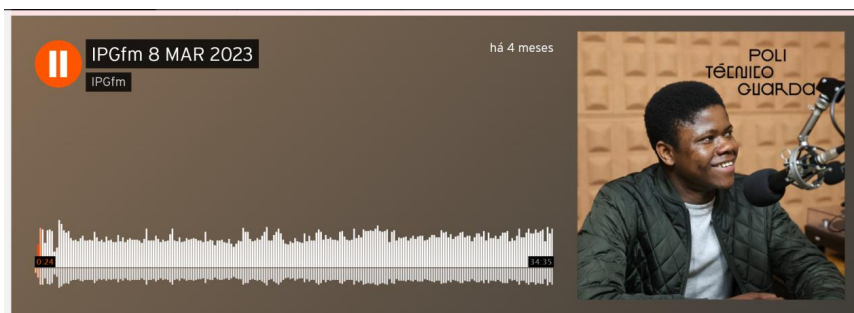 IPGfm 8 MAR 2023
há 4 meses
IPGfm
POLI
TÉCNICO
GUARDA
0:24
34:35